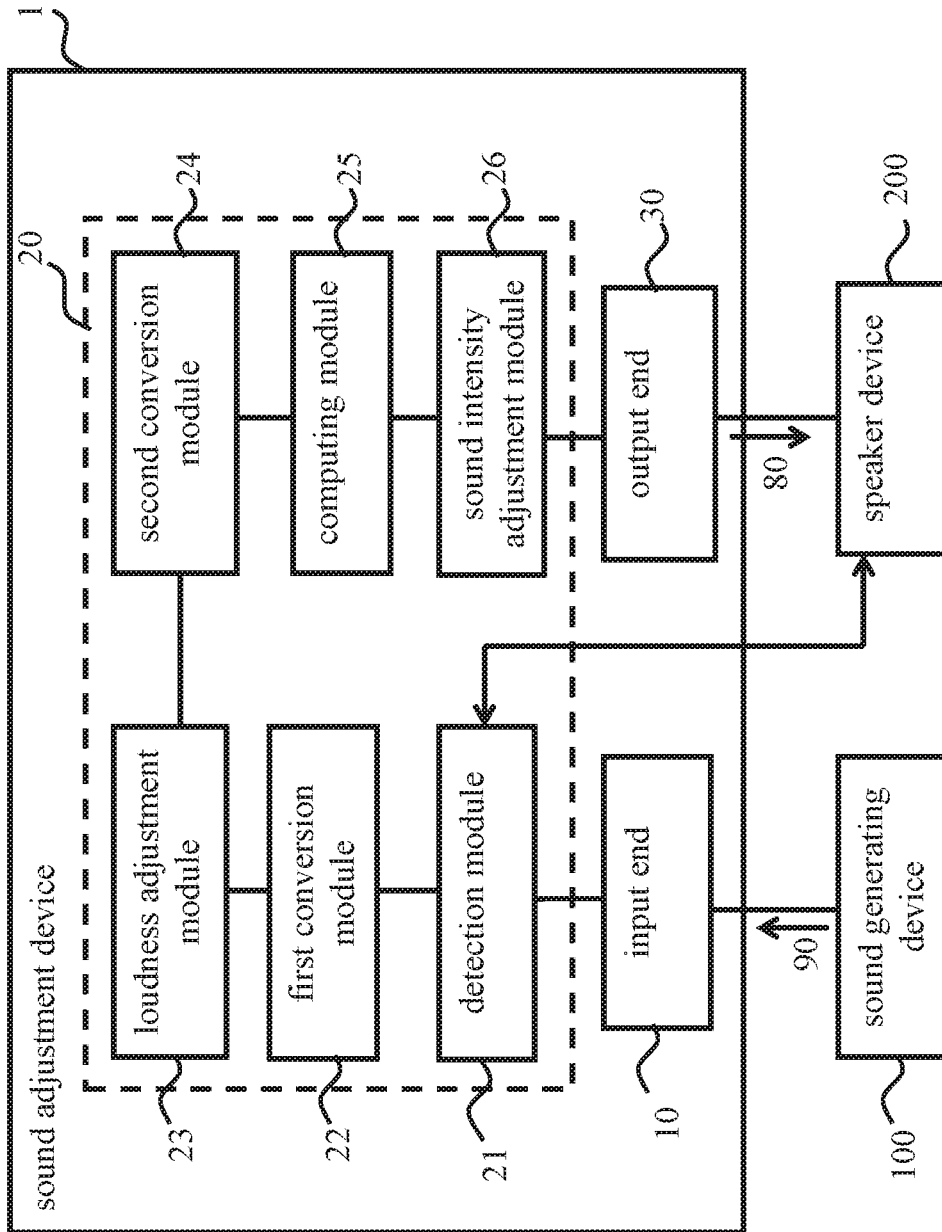 1
sound adjustment device
20
23
loudness adjustment
module
second conversion
module
24
22
first conversion
module
computing module
25
21
detection module
sound intensity
adjustment module
26
10
input end
output end
30
90
80
100
sound generating
device
speaker device
200